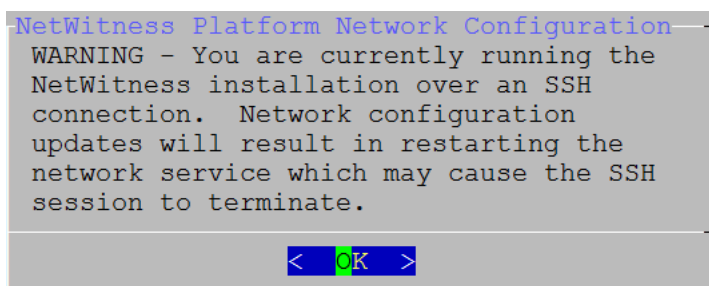 NetWitness Platform Network Configuration
WARNING - You are currently running the
NetWitness installation over an SSH
connection.  Network configuration
updates will result in restarting the
network service which may cause the SSH
session to terminate.
<  OK  >